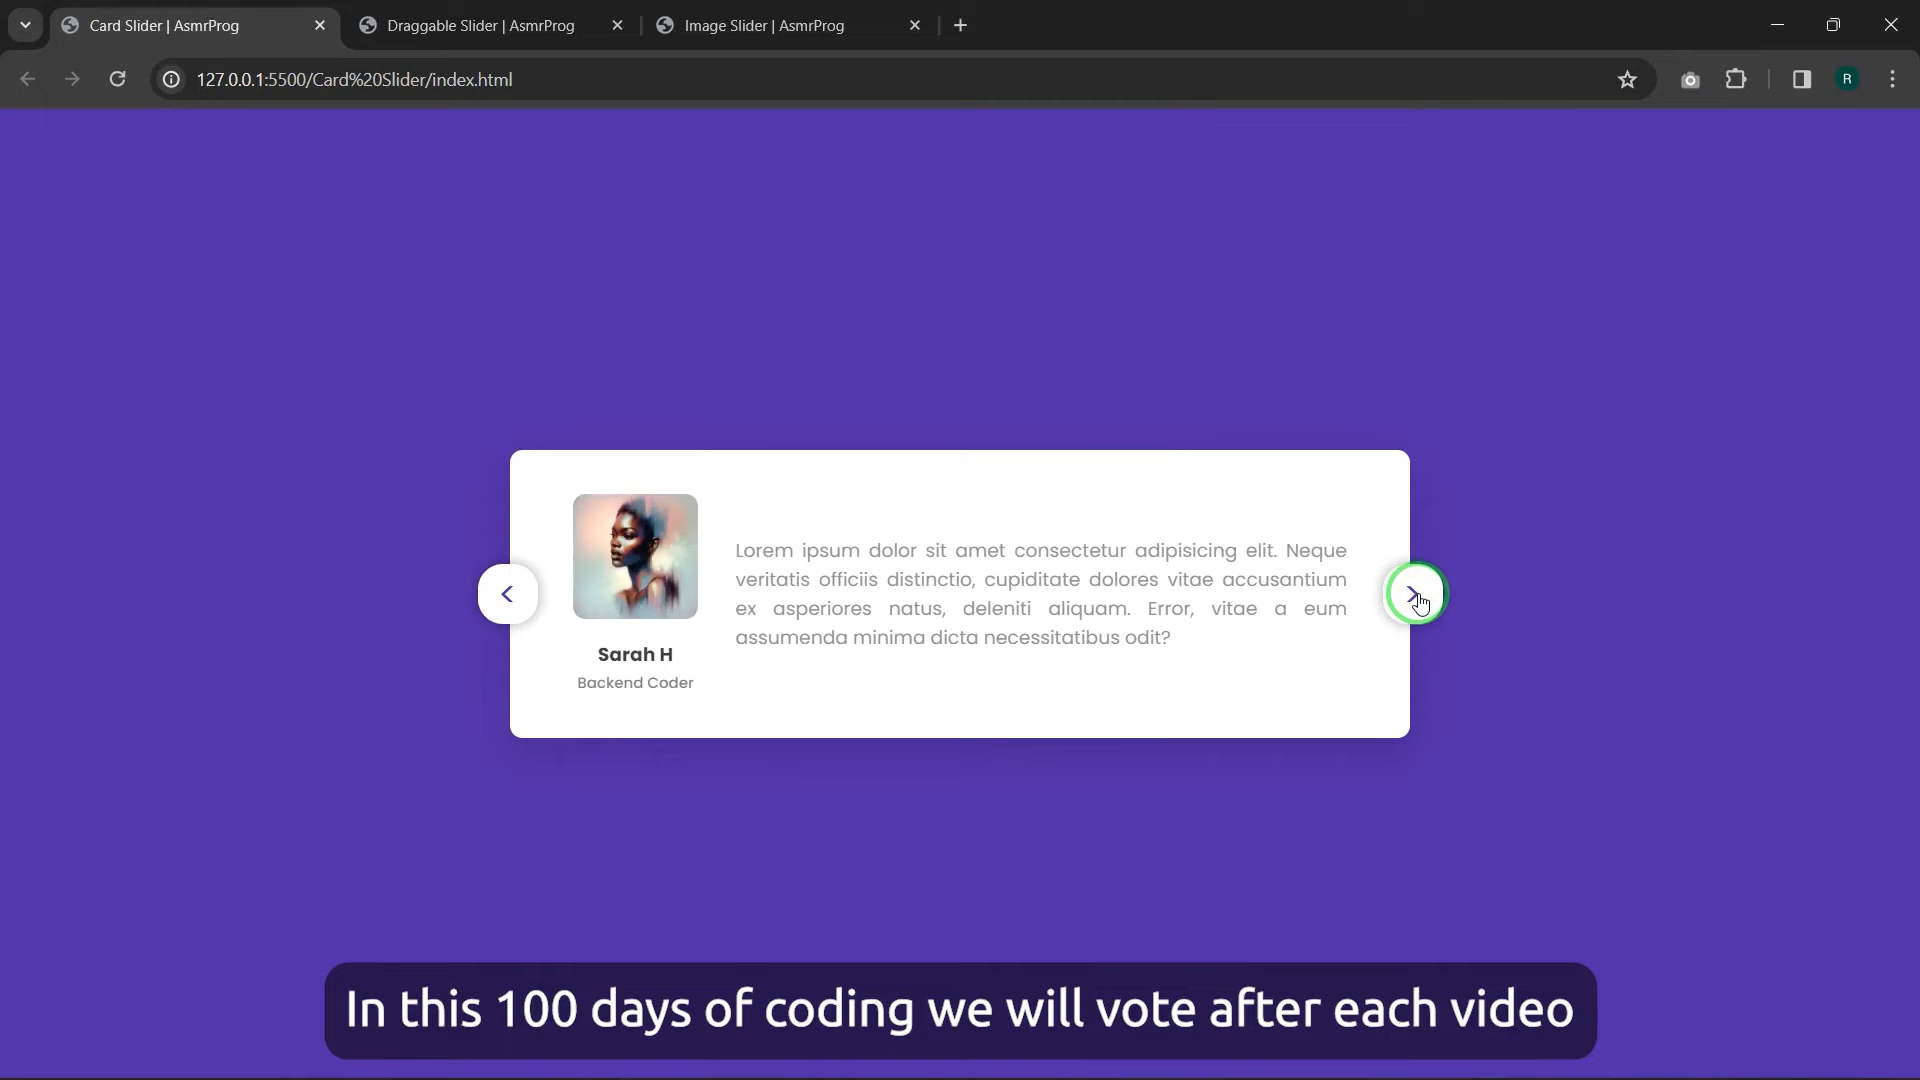 Card Slider | AsmrProg
Draggable Slider | AsmrProg
Image Slider | AsmrProg
127.0.0.1:5500/Card%20Slider/index.html
R
Lorem ipsum dolor sit amet consectetur adipisicing elit. Neque
veritatis officiis distinctio, cupiditate dolores vitae accusantium
ex asperiores natus, deleniti aliquam. Error, vitae a eum
assumenda minima dicta necessitatibus odit?
Sarah H
Backend Coder
In this 100 days of coding we will vote after each video